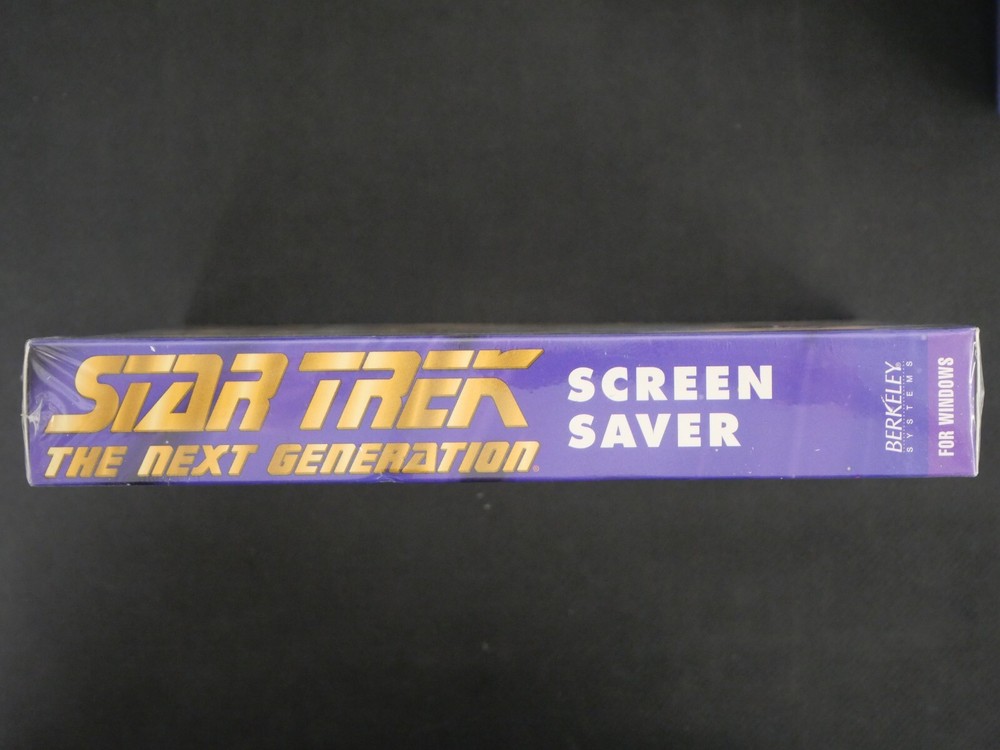 STAR TREK
THE NEXT GENERATION®
SCREEN
SAVER
BERKELEY
SYSTEMS
FOR WINDOWS